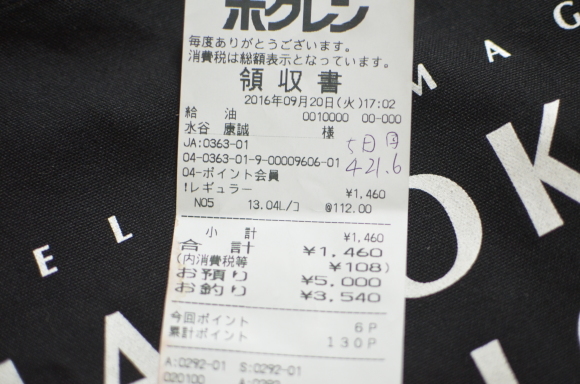 ホクレン
毎度ありがとうございます。
消費税は総額表示となっています。
領収書
2016年09月20日(火)17:02
給 油 0010000 00-000
水谷 康誠 様
JA:0363-01
5日目
421.6
04-0363-01-9-00009606-01
04-ポイント会員
!レギュラー ¥1,460
N05 13.04L/コ @112.00
小 計 ¥1,460
合 計 ¥1,460
(内消費税等 ¥108)
お預り ¥5,000
お釣り ¥3,540
今回ポイント 6P
累計ポイント 130P
A:0292-01 S:0292-01
020100
MAG
OK
EL